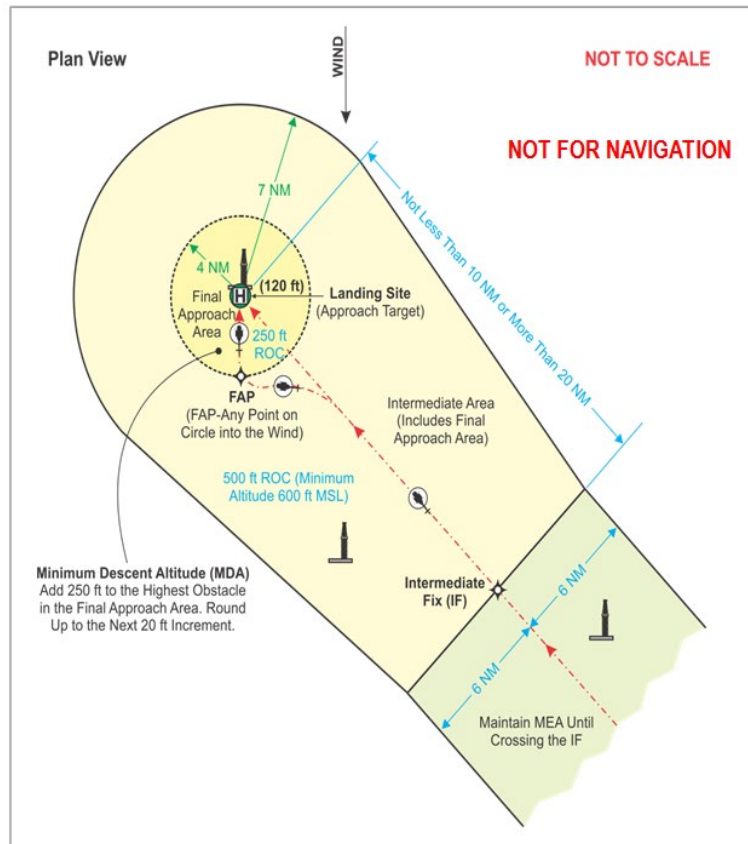 Plan View
WIND
NOT TO SCALE
NOT FOR NAVIGATION
Not Less Than 10 NM or More Than 20 NM
7 NM
4 NM
(120 ft)
H
Landing Site
(Approach Target)
Final
Approach
Area
250 ft
ROC
FAP
(FAP-Any Point on
Circle into the Wind)
Intermediate Area
(Includes Final
Approach Area)
500 ft ROC (Minimum
Altitude 600 ft MSL)
Minimum Descent Altitude (MDA)
Add 250 ft to the Highest Obstacle
in the Final Approach Area. Round
Up to the Next 20 ft Increment.
Intermediate
Fix (IF)
6 NM
6 NM
Maintain MEA Until
Crossing the IF